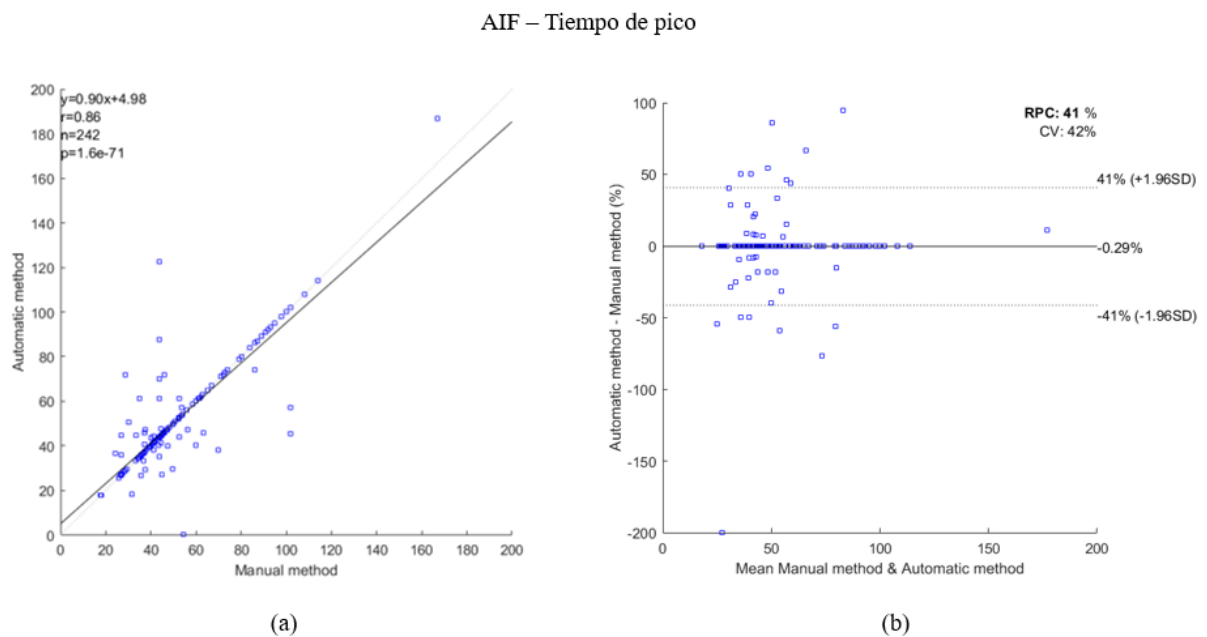 AIF – Tiempo de pico
y=0.90x+4.98
r=0.86
n=242
p=1.6e-71
200
180
160
140
120
100
80
60
40
20
0
Automatic method
0 20 40 60 80 100 120 140 160 180 200
Manual method
(a)
RPC: 41 %
CV: 42%
41% (+1.96SD)
-0.29%
-41% (-1.96SD)
100
50
0
-50
-100
-150
-200
Automatic method - Manual method (%)
0 50 100 150 200
Mean Manual method & Automatic method
(b)